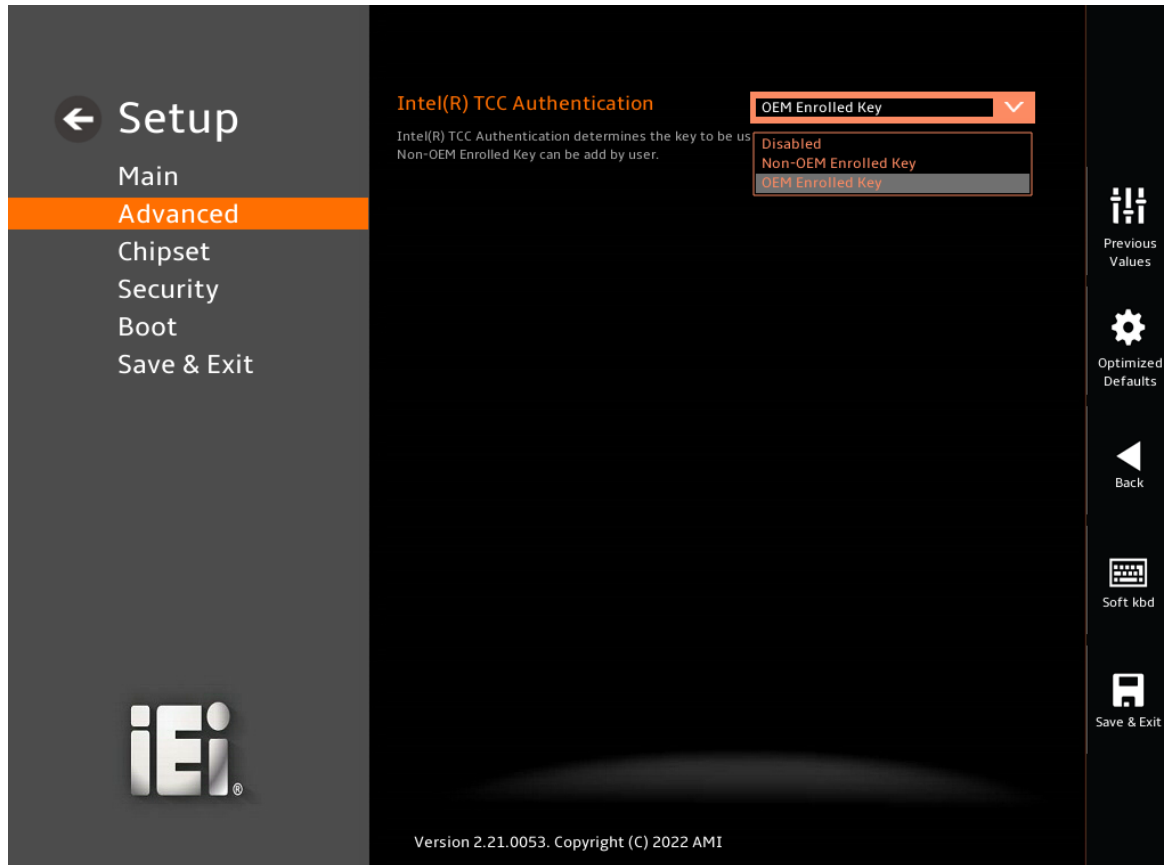 Setup
Main
Advanced
Chipset
Security
Boot
Save & Exit
iEi®
Intel(R) TCC Authentication
OEM Enrolled Key
Intel(R) TCC Authentication determines the key to be us
Non-OEM Enrolled Key can be add by user.
Disabled
Non-OEM Enrolled Key
OEM Enrolled Key
Version 2.21.0053. Copyright (C) 2022 AMI
Previous
Values
Optimized
Defaults
Back
Soft kbd
Save & Exit